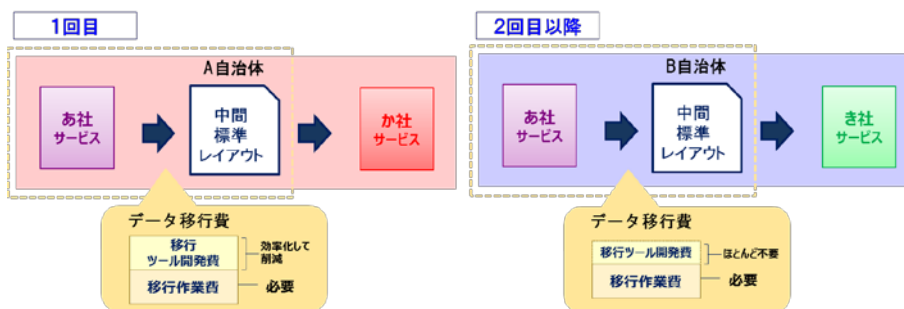 1回目
A自治体
あ社
サービス
中間
標準
レイアウト
か社
サービス
データ移行費
移行
ツール開発費
効率化して
削減
移行作業費
必要
2回目以降
B自治体
あ社
サービス
中間
標準
レイアウト
き社
サービス
データ移行費
移行ツール開発費
ほとんど不要
移行作業費
必要